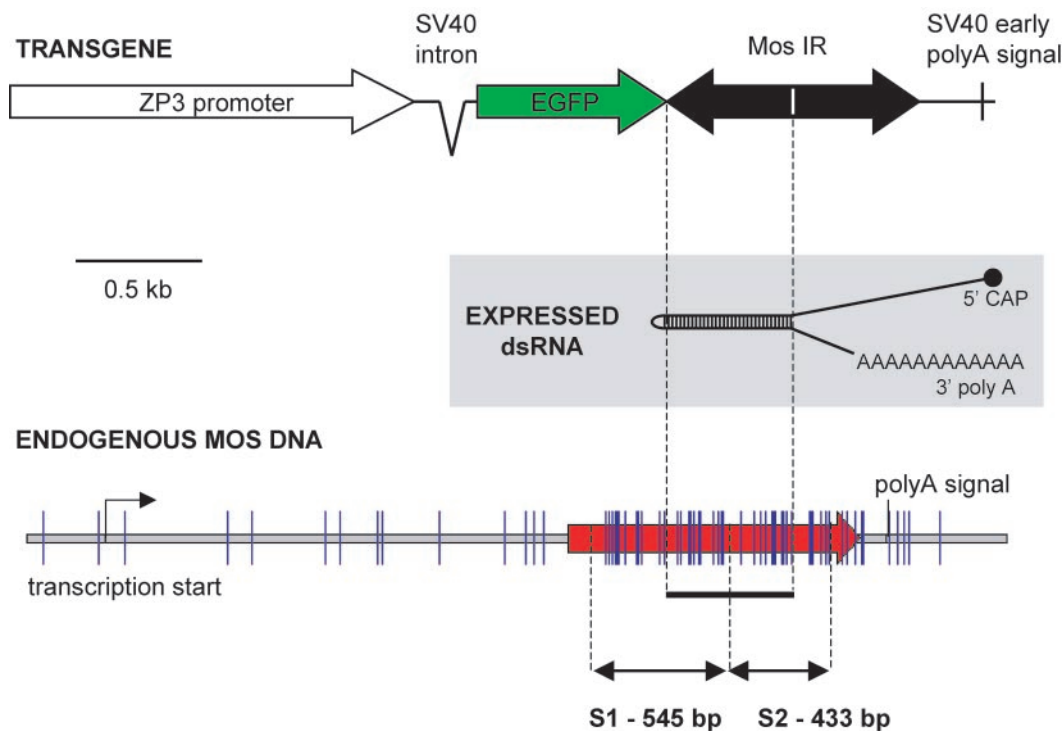 TRANSGENE
SV40
intron
Mos IR
SV40 early
polyA signal
ZP3 promoter
EGFP
0.5 kb
EXPRESSED
dsRNA
5' CAP
AAAAAAAAAAAA
3' poly A
ENDOGENOUS MOS DNA
polyA signal
transcription start
S1 - 545 bp
S2 - 433 bp